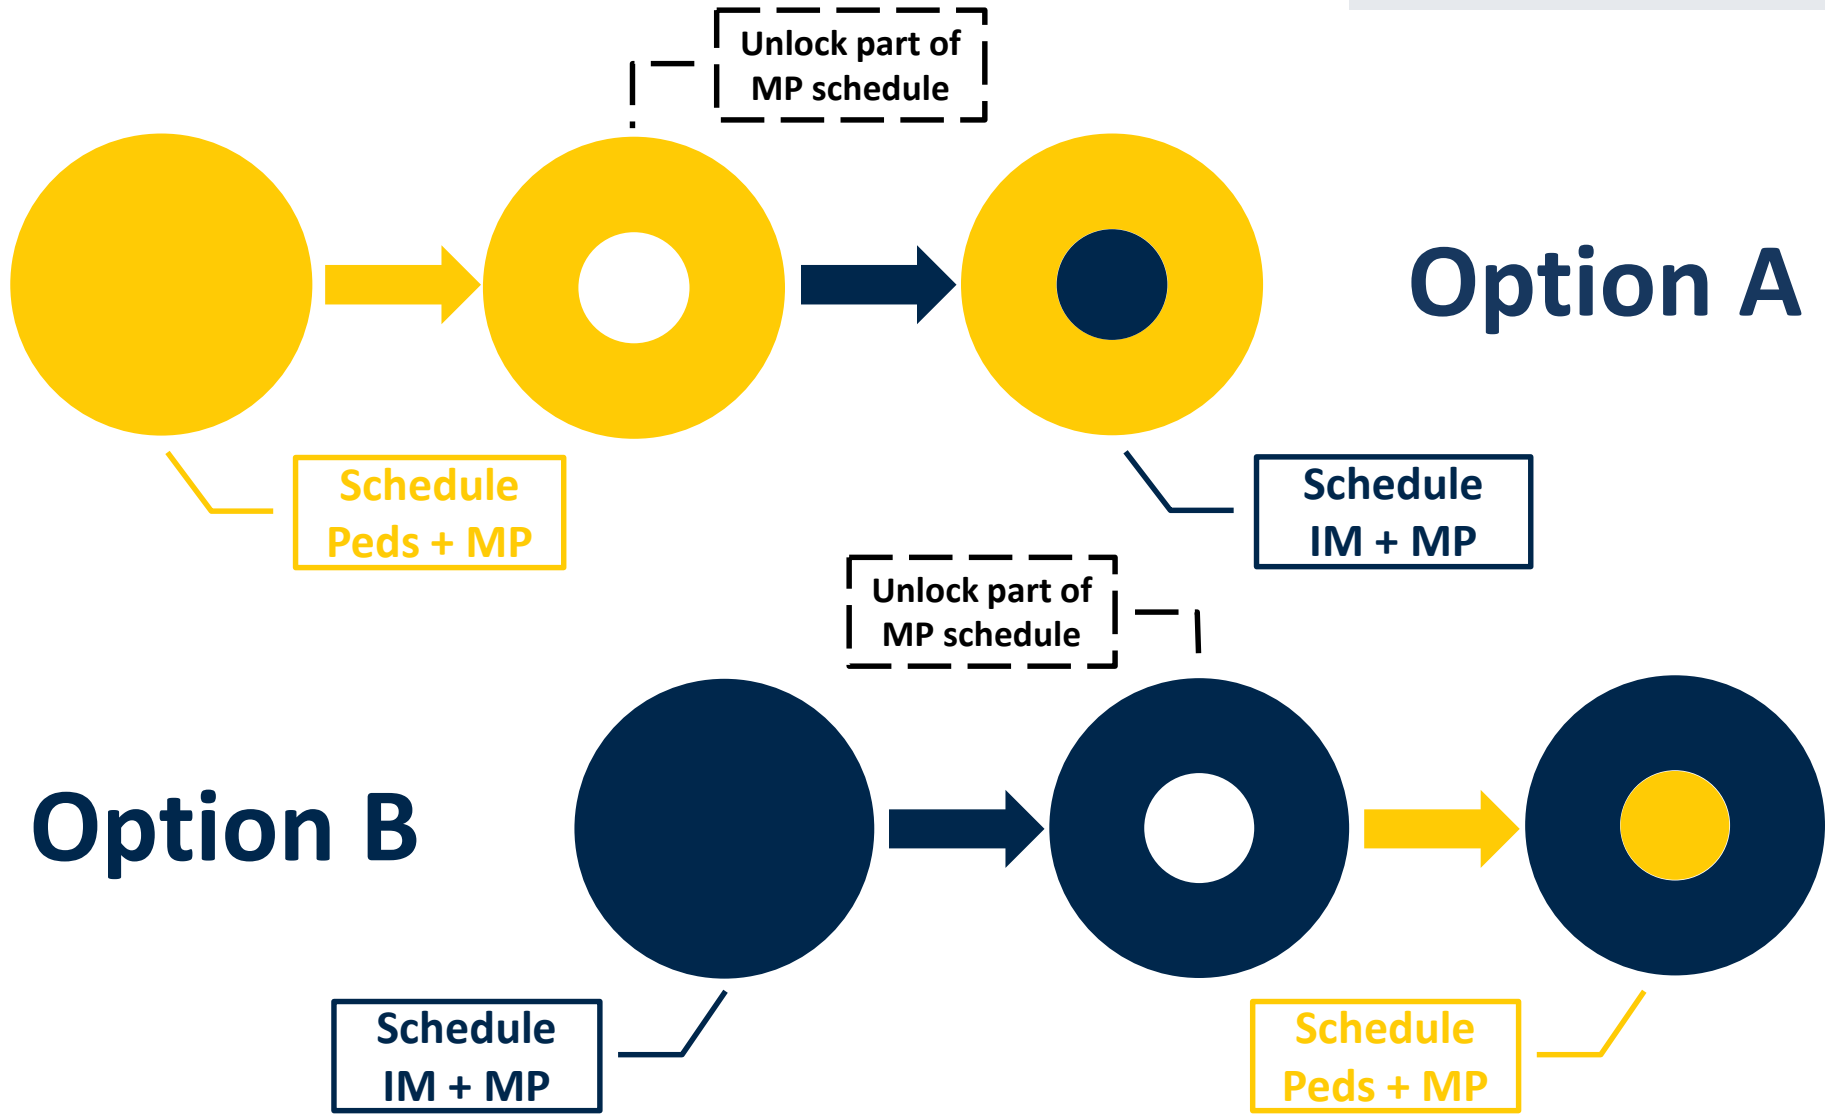 Unlock part of
MP schedule
Option A
Schedule
Peds + MP
Schedule
IM + MP
Unlock part of
MP schedule
Option B
Schedule
IM + MP
Schedule
Peds + MP